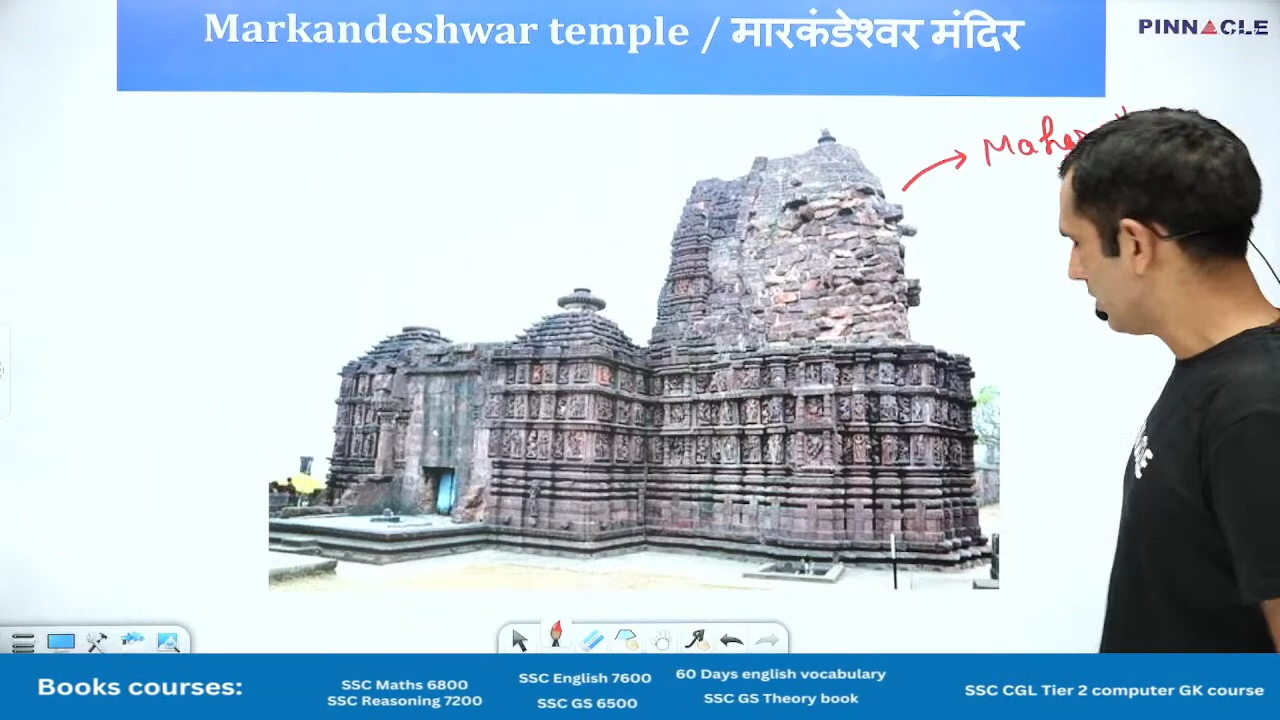 Markandeshwar temple / मारकंडेश्वर मंदिर
PINNACLE
Books courses:
SSC Maths 6800
SSC Reasoning 7200
SSC English 7600
SSC GS 6500
60 Days english vocabulary
SSC GS Theory book
SSC CGL Tier 2 computer GK course